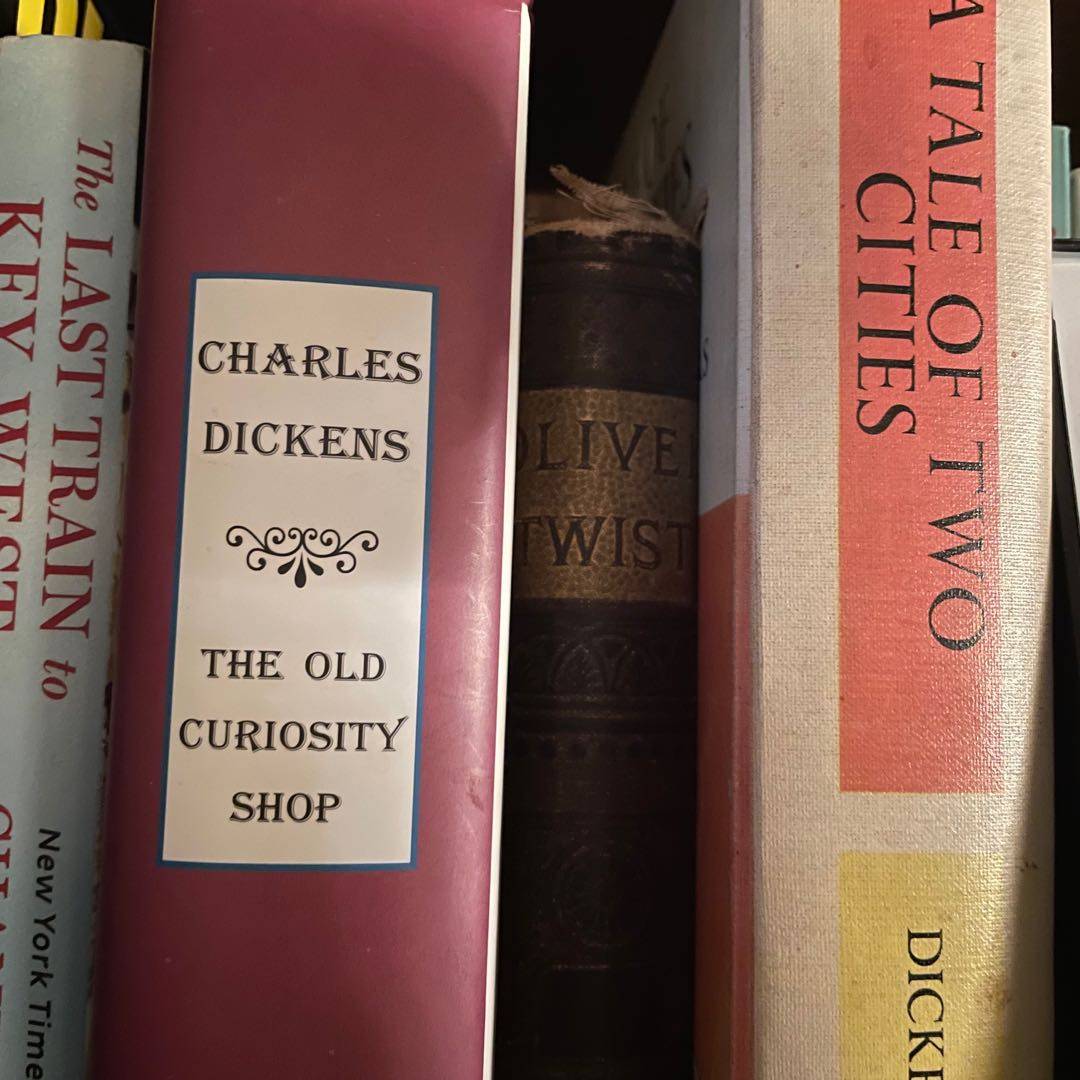 The LAST TRAIN to
KEY WEST
New York Time
CHARLES
DICKENS
THE OLD
CURIOSITY
SHOP
OLIVE
TWIST
A TALE OF TWO
CITIES
DICKE